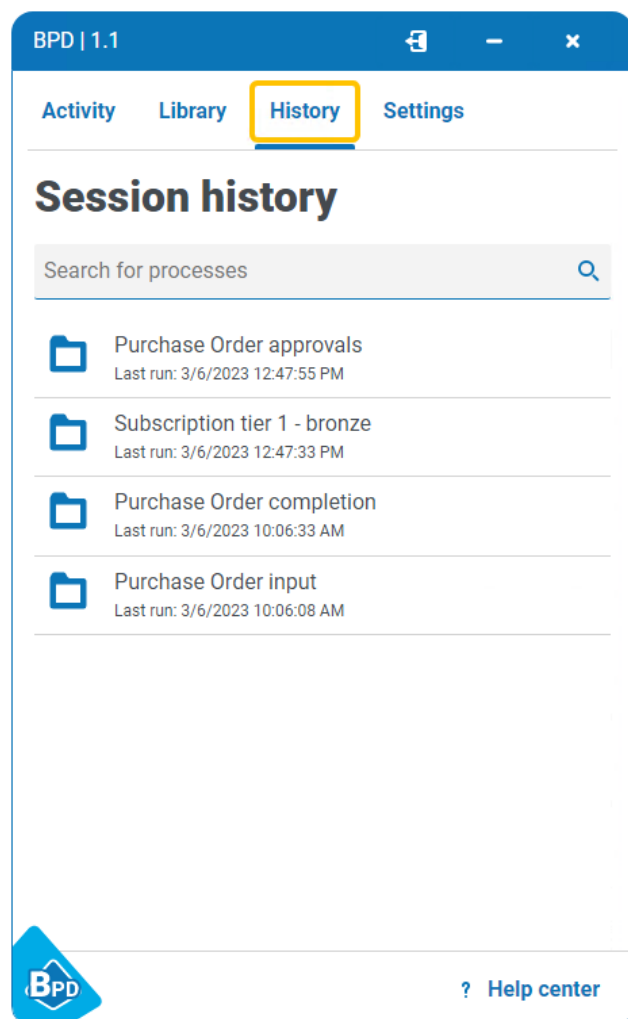 BPD | 1.1
Activity Library History Settings
Session history
Search for processes
Purchase Order approvals
Last run: 3/6/2023 12:47:55 PM
Subscription tier 1 - bronze
Last run: 3/6/2023 12:47:33 PM
Purchase Order completion
Last run: 3/6/2023 10:06:33 AM
Purchase Order input
Last run: 3/6/2023 10:06:08 AM
BPD
? Help center